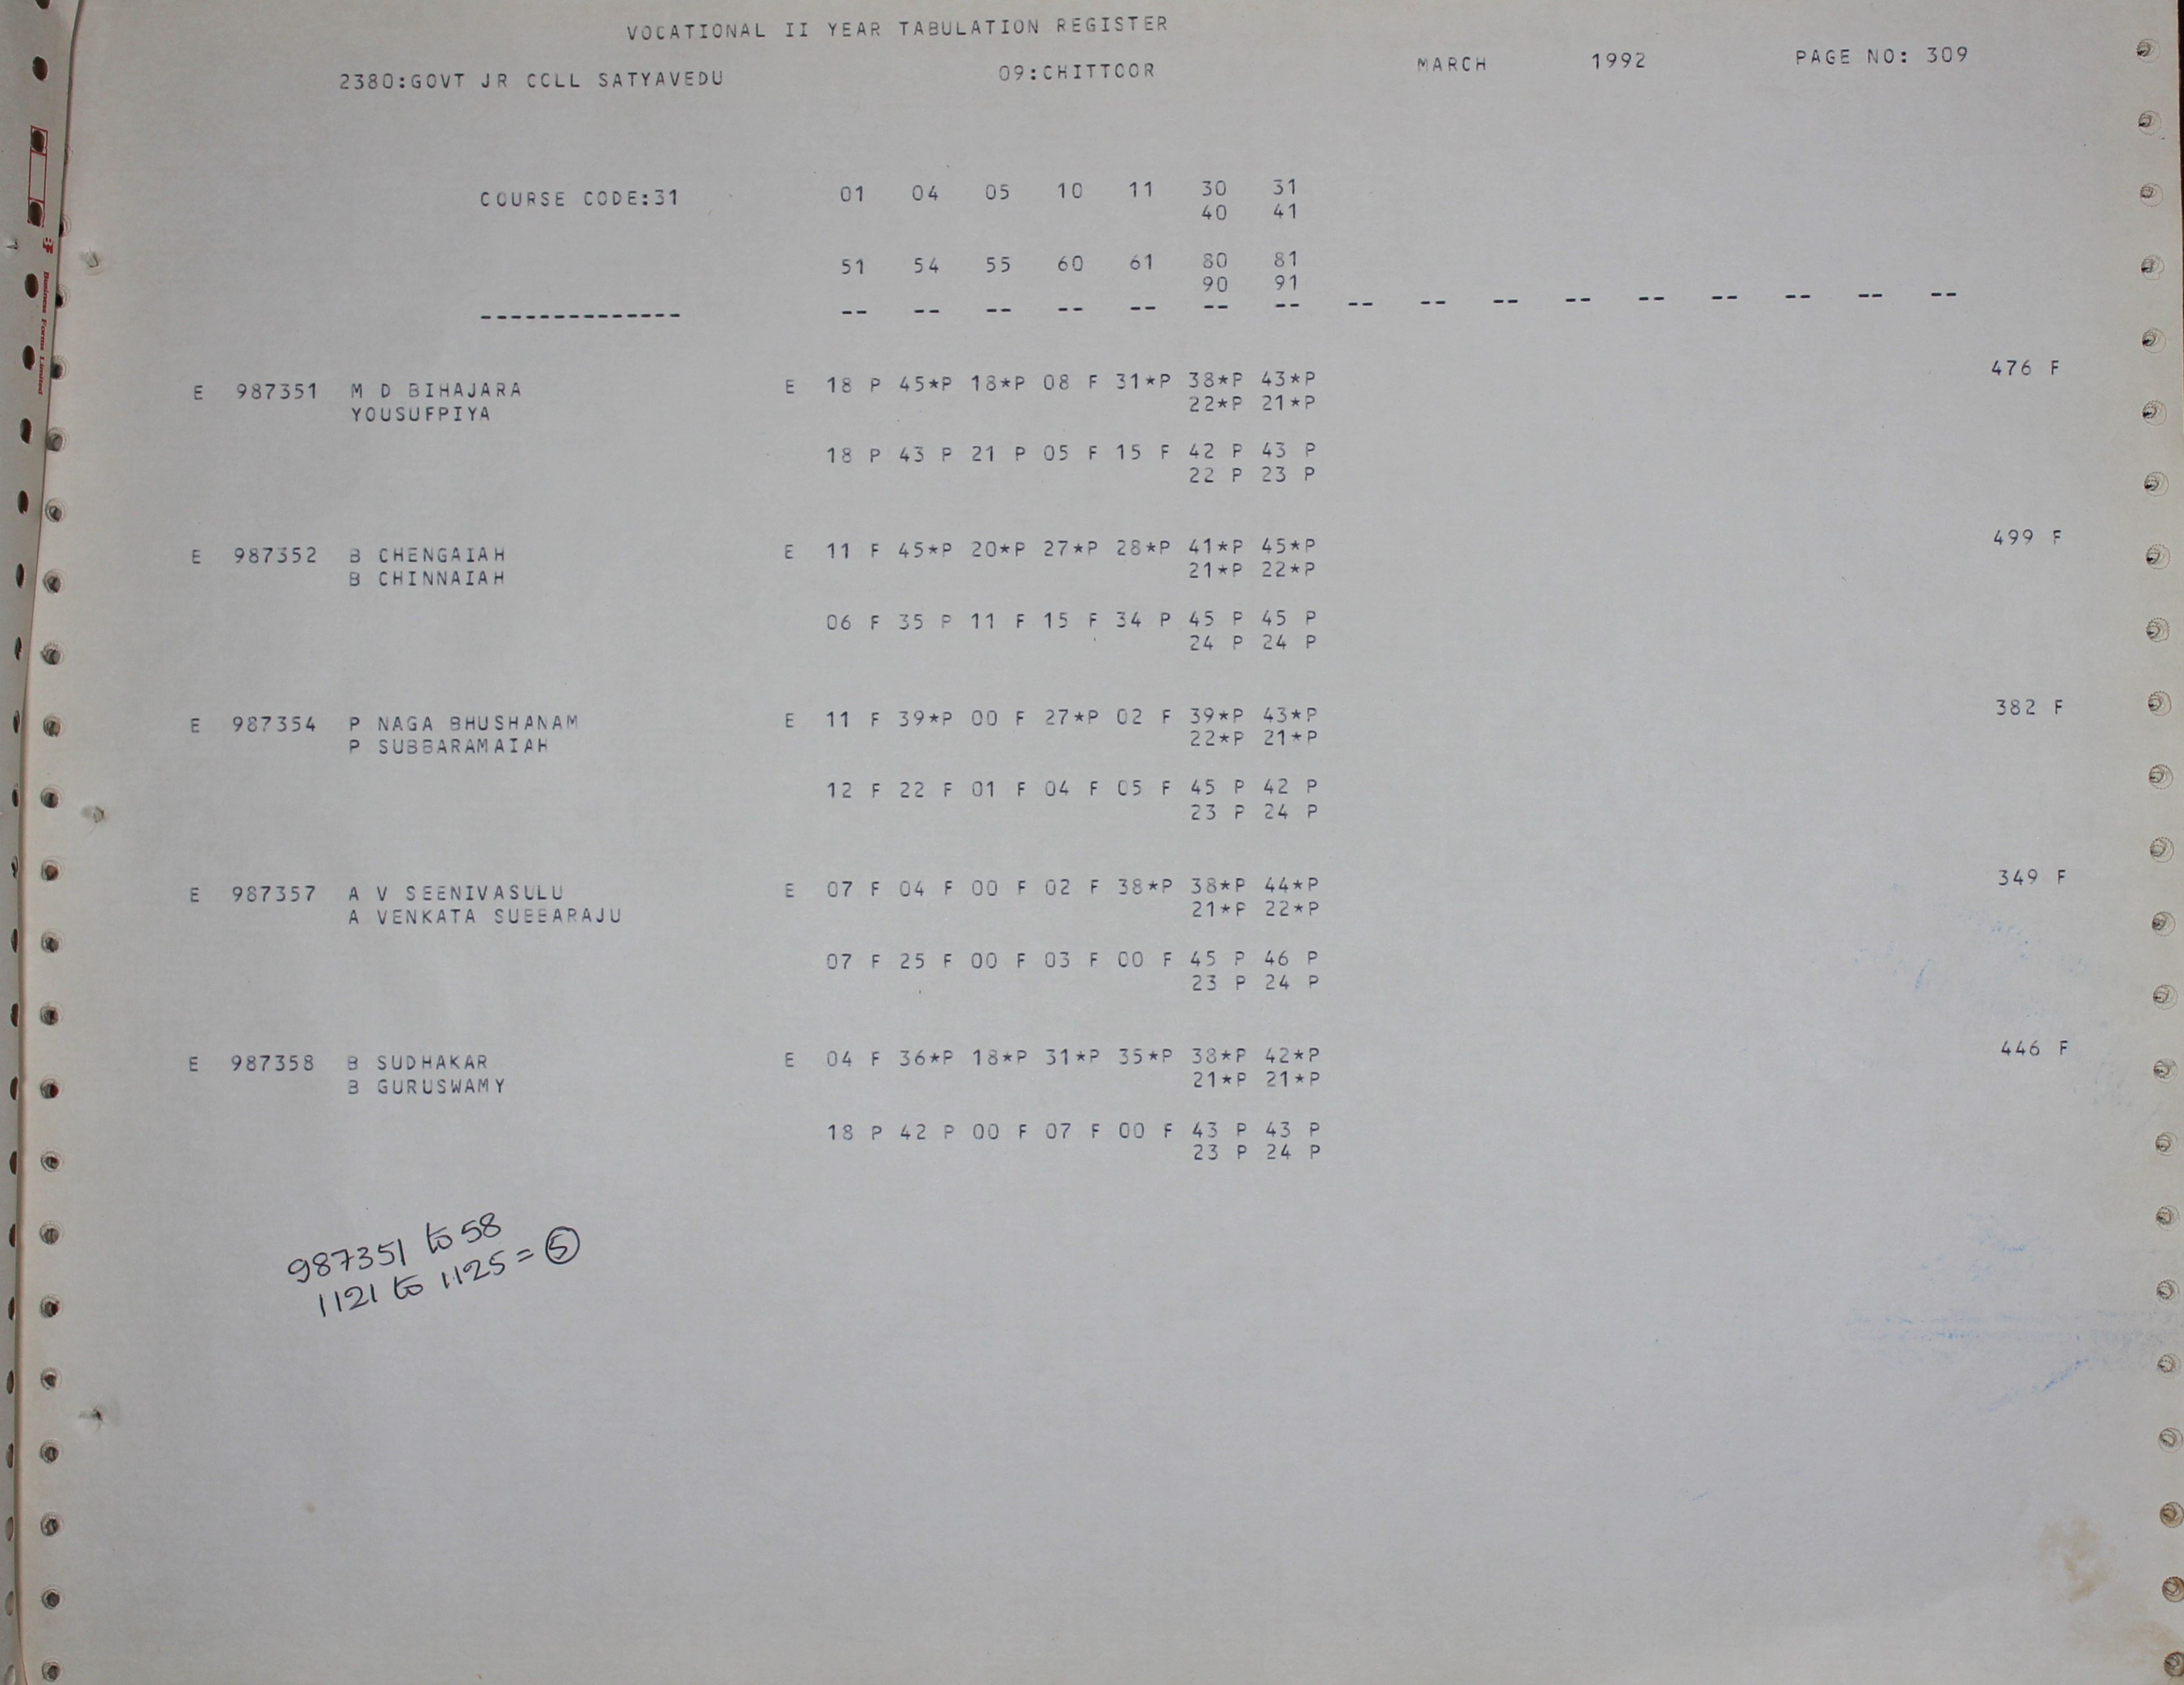 VOCATIONAL II YEAR TABULATION REGISTER
2380:GOVT JR CCLL SATYAVEDU 09:CHITTOOR MARCH 1992 PAGE NO: 309
COURSE CODE:31 01 04 05 10 11 30 31
40 41
51 54 55 60 61 80 81
90 91
-------------- -- -- -- -- -- -- -- -- -- -- -- -- -- -- -- --
E 987351 M D BIHAJARA E 18 P 45*P 18*P 08 F 31*P 38*P 43*P 476 F
YOUSUFPIYA 22*P 21*P
18 P 43 P 21 P 05 F 15 F 42 P 43 P
22 P 23 P
E 987352 B CHENGAIAH E 11 F 45*P 20*P 27*P 28*P 41*P 45*P 499 F
B CHINNAIAH 21*P 22*P
06 F 35 P 11 F 15 F 34 P 45 P 45 P
24 P 24 P
E 987354 P NAGA BHUSHANAM E 11 F 39*P 00 F 27*P 02 F 39*P 43*P 382 F
P SUBBARAMAIAH 22*P 21*P
12 F 22 F 01 F 04 F 05 F 45 P 42 P
23 P 24 P
E 987357 A V SEENIVASULU E 07 F 04 F 00 F 02 F 38*P 38*P 44*P 349 F
A VENKATA SUBBARAJU 21*P 22*P
07 F 25 F 00 F 03 F 00 F 45 P 46 P
23 P 24 P
E 987358 B SUDHAKAR E 04 F 36*P 18*P 31*P 35*P 38*P 42*P 446 F
B GURUSWAMY 21*P 21*P
18 P 42 P 00 F 07 F 00 F 43 P 43 P
23 P 24 P
987351 to 58
1121 to 1125 = 5
Business Forms Limited